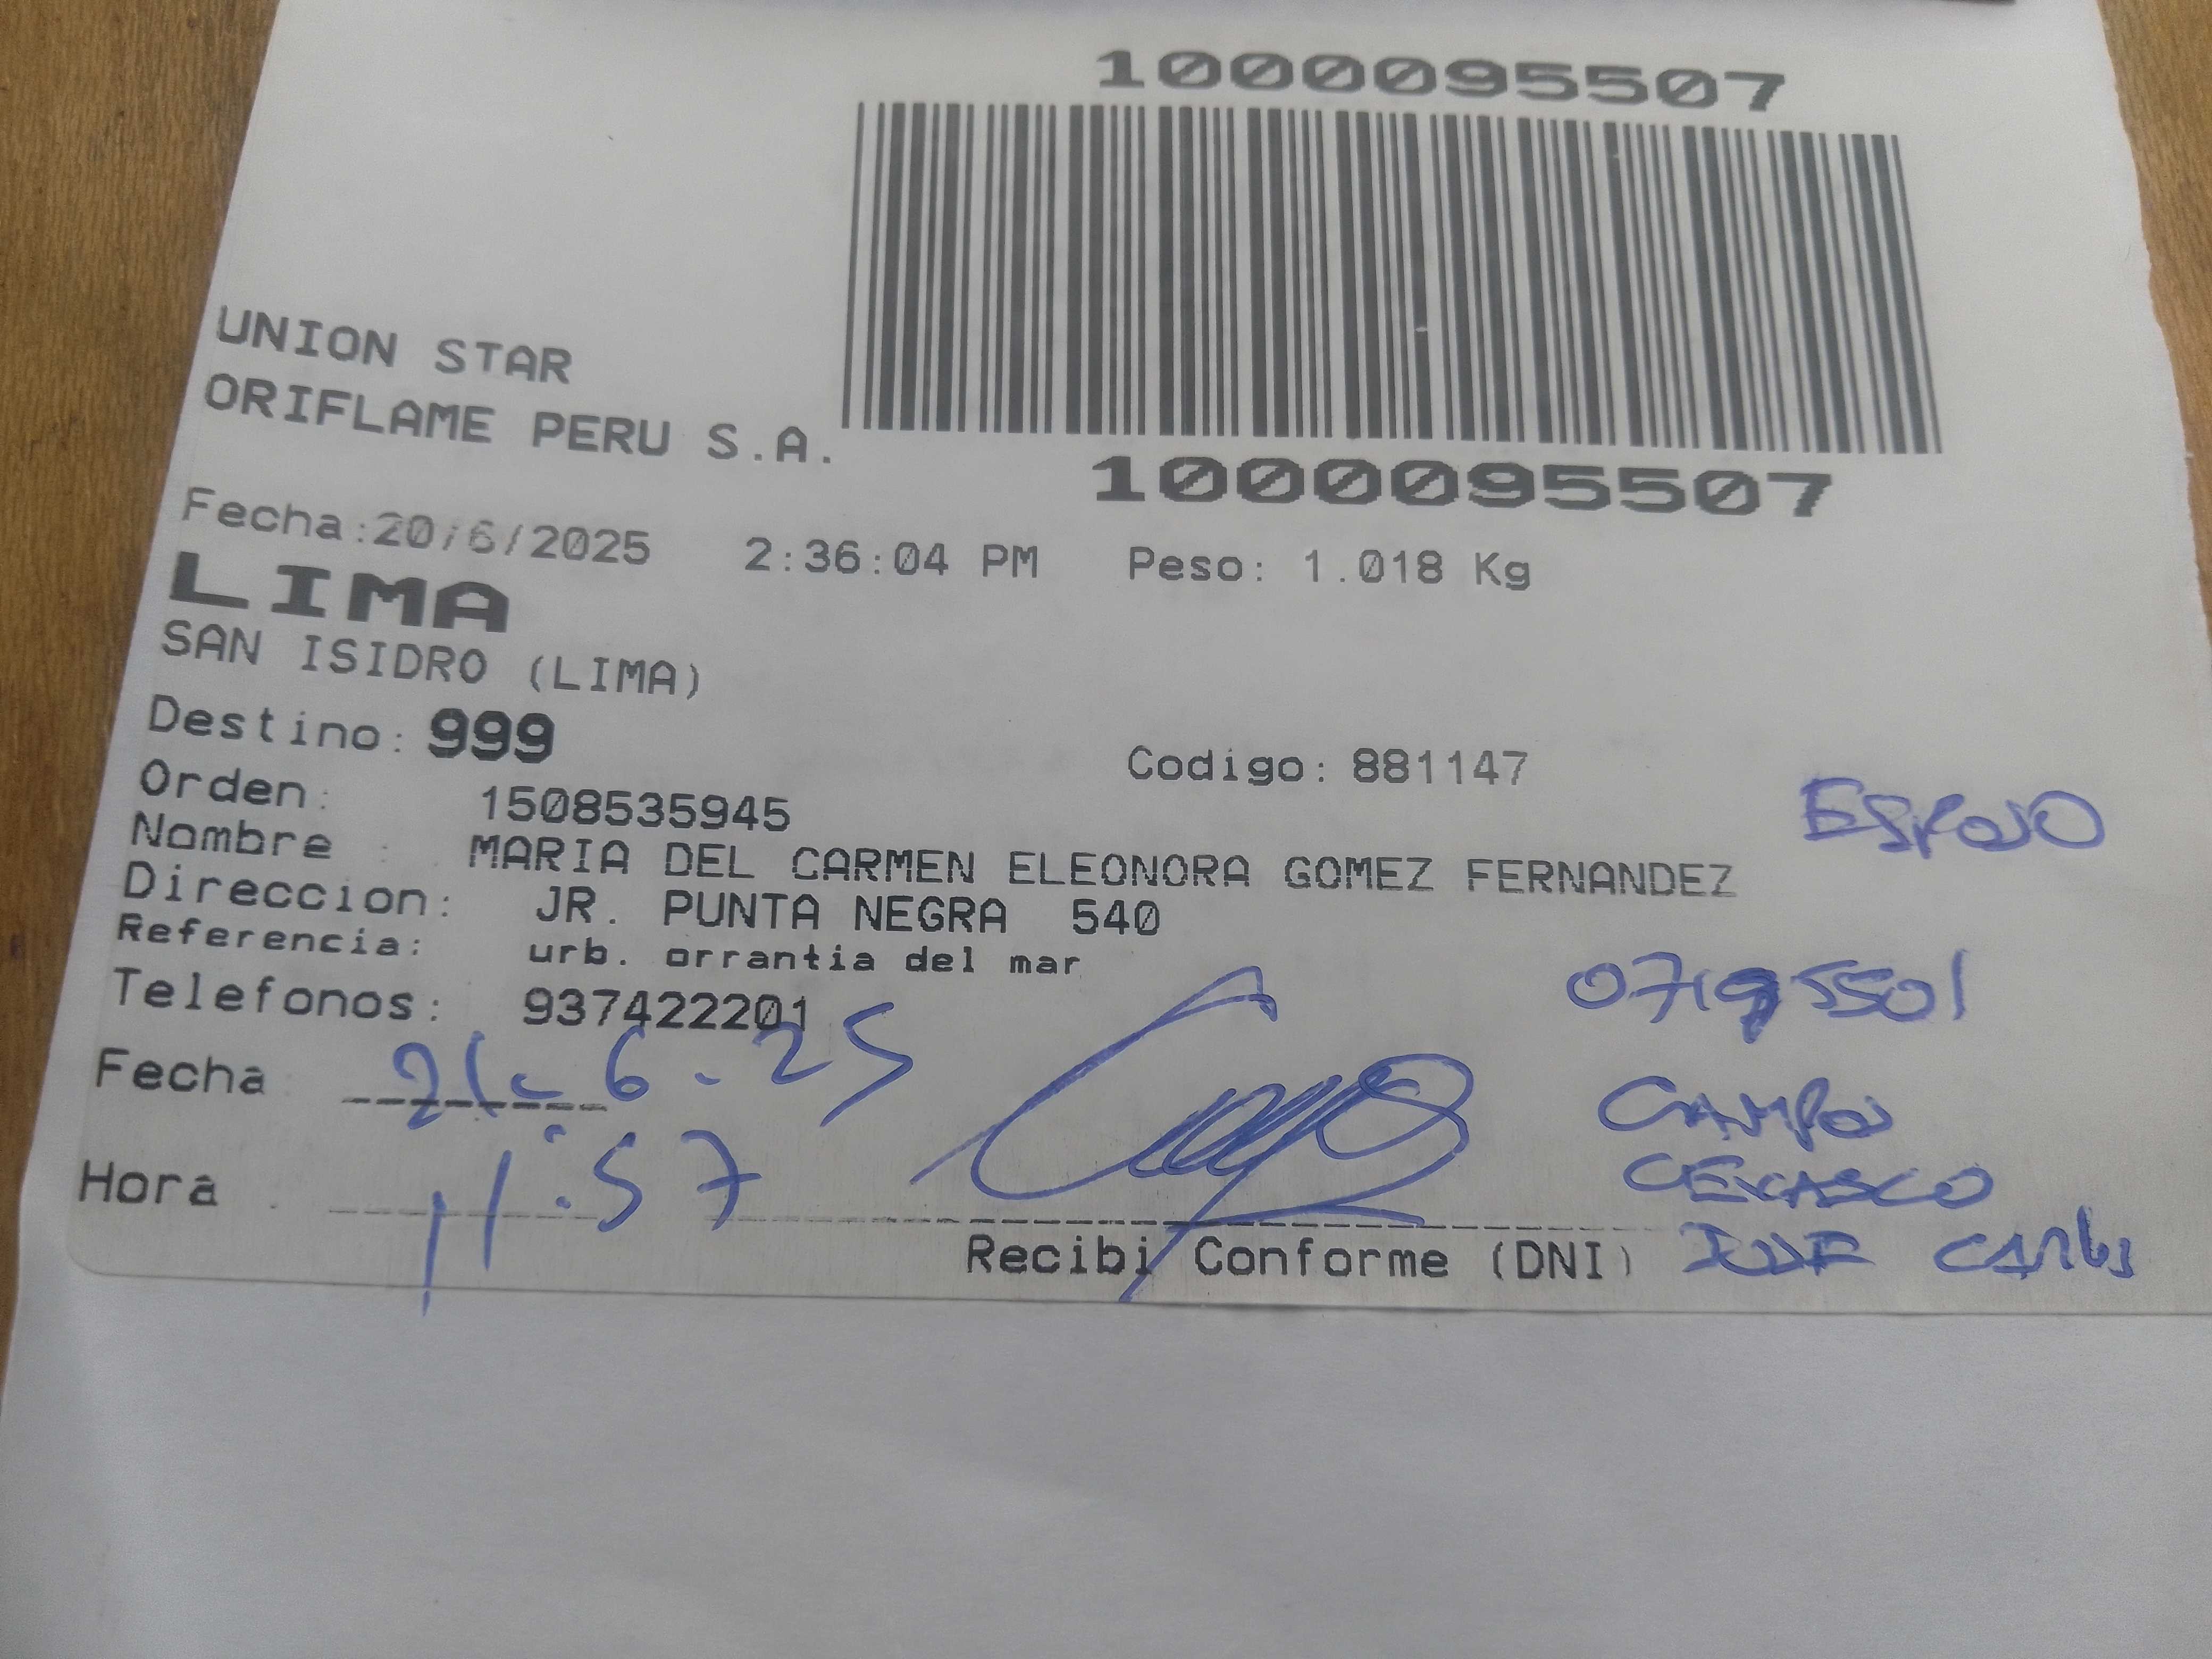 1000095507
UNION STAR
ORIFLAME PERU S.A.
1000095507
Fecha:20/6/2025 2:36:04 PM Peso: 1.018 Kg
LIMA
SAN ISIDRO (LIMA)
Destino: 999 Codigo: 881147
Orden: 1508535945
ESPOSO
Nombre : MARIA DEL CARMEN ELEONORA GOMEZ FERNANDEZ
Direccion: JR. PUNTA NEGRA 540
Referencia: urb. orrantia del mar
Telefonos: 937422201
Fecha 21-6-25
CAMPOS
Hora : 11:57
Recibi Conforme (DNI) JOSE CARLOS